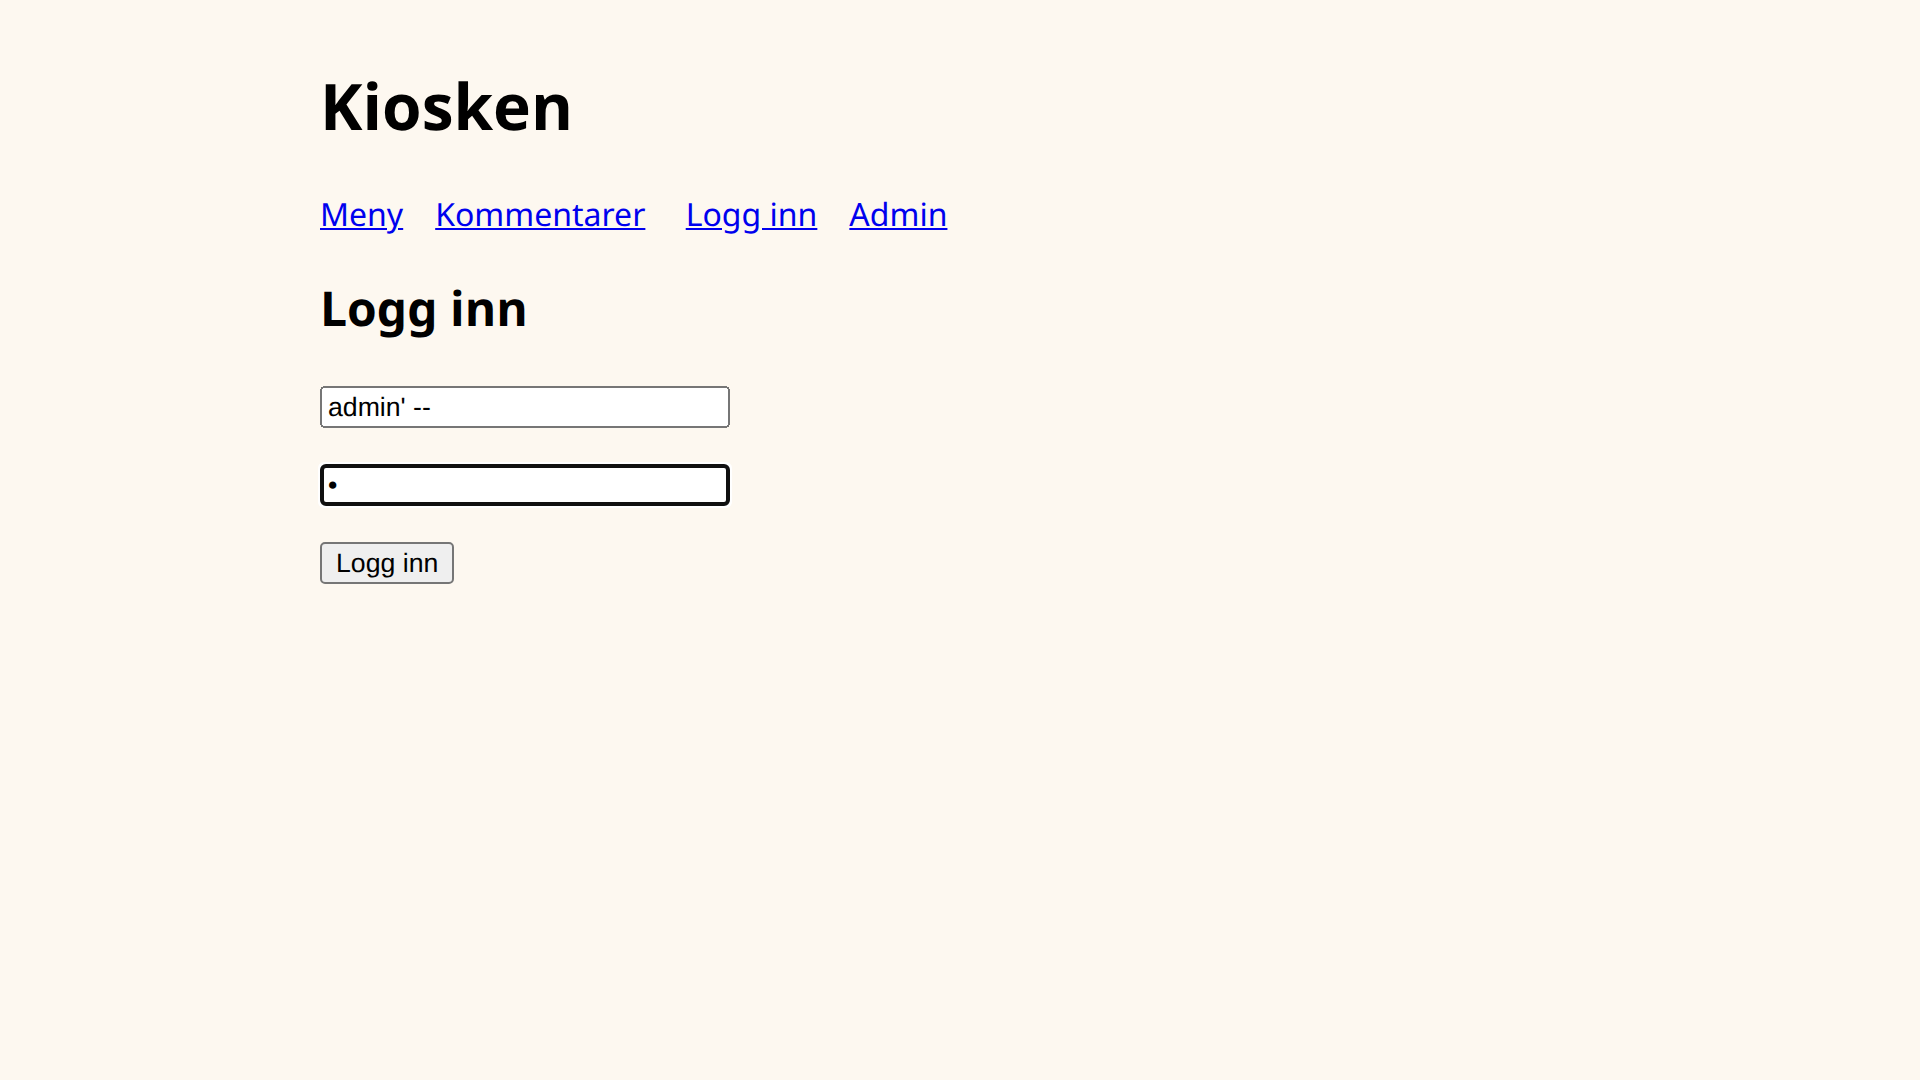 Kiosken
Meny Kommentarer Logg inn Admin
Logg inn
admin' --
•
Logg inn